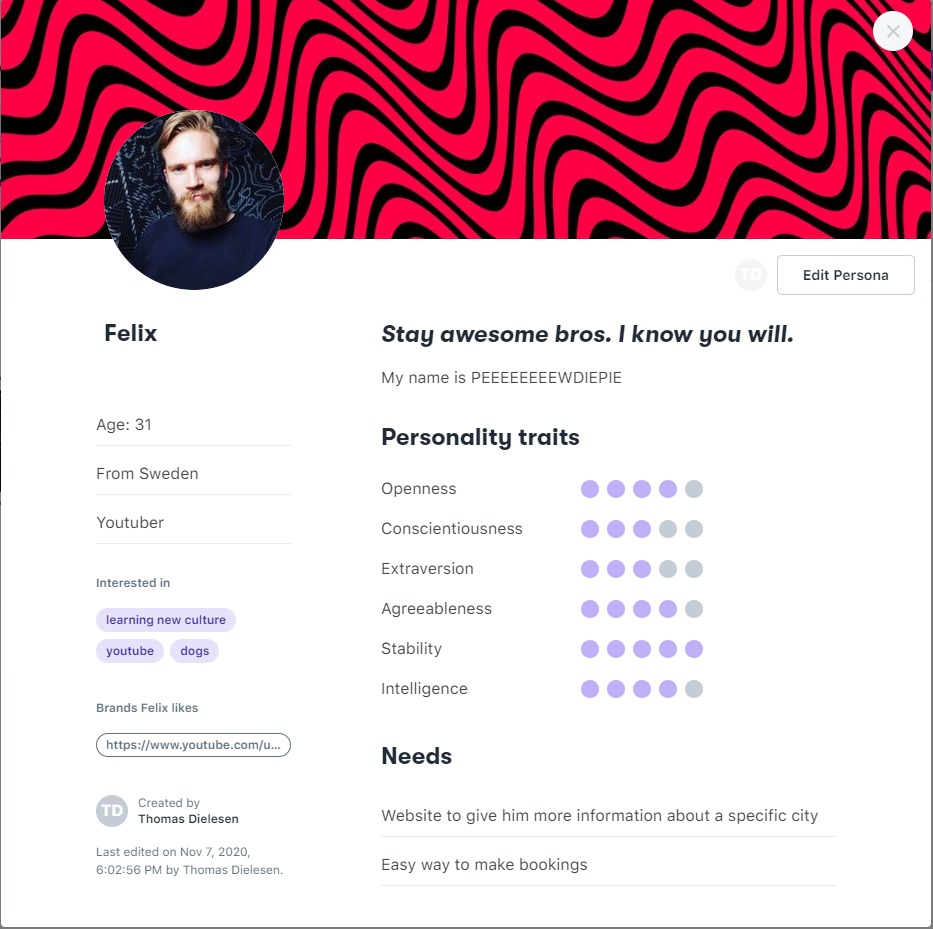 TD
Edit Persona
Felix
Age: 31
From Sweden
Youtuber
Interested in
learning new culture
youtube
dogs
Brands Felix likes
https://www.youtube.com/u...
TD
Created by
Thomas Dielesen
Last edited on Nov 7, 2020,
6:02:56 PM by Thomas Dielesen.
Stay awesome bros. I know you will.
My name is PEEEEEEEEWDIEPIE
Personality traits
Openness
Conscientiousness
Extraversion
Agreeableness
Stability
Intelligence
Needs
Website to give him more information about a specific city
Easy way to make bookings